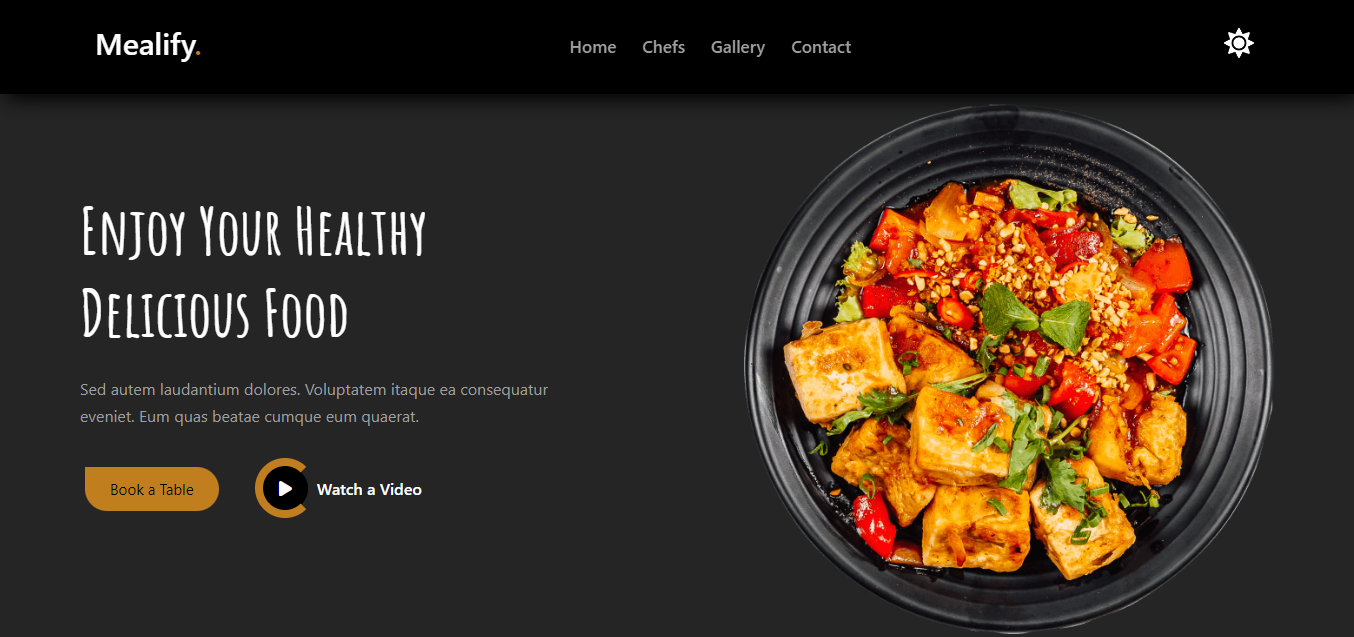 Mealify.
Home Chefs Gallery Contact
Enjoy Your Healthy
Delicious Food
Sed autem laudantium dolores. Voluptatem itaque ea consequatur
eveniet. Eum quas beatae cumque eum quaerat.
Book a Table
Watch a Video